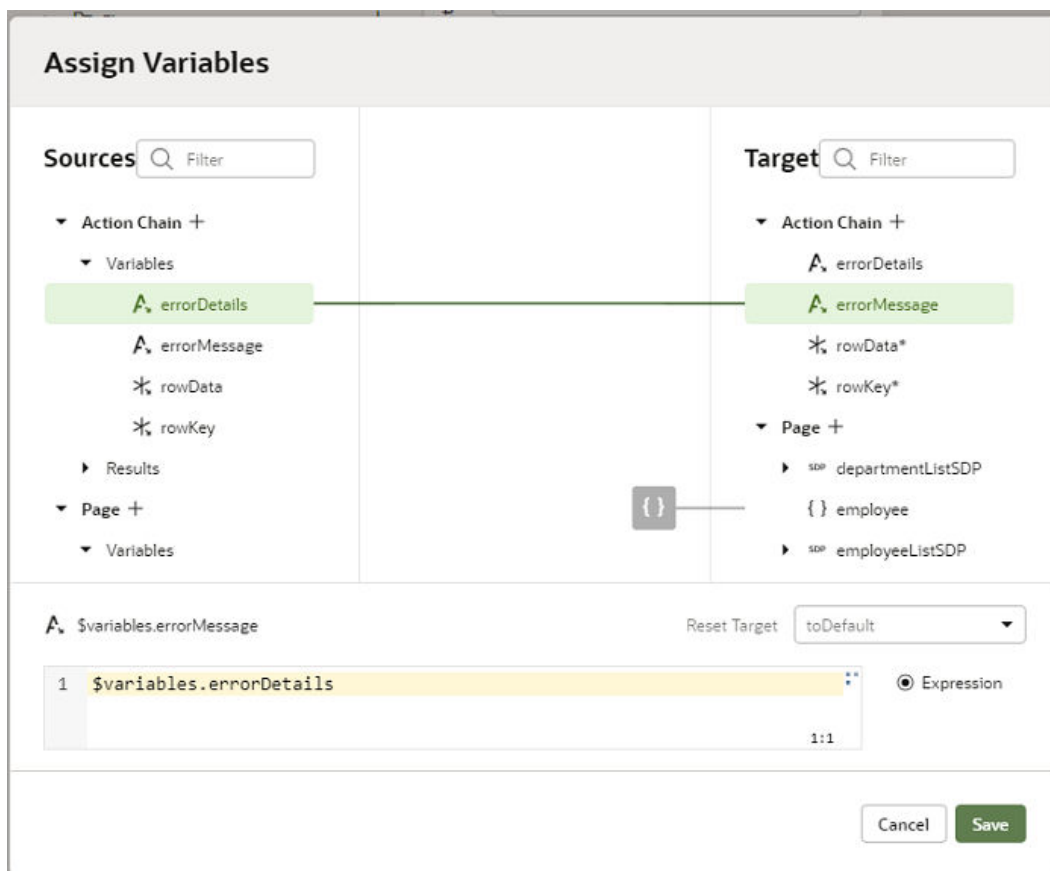 Assign Variables
Sources
Filter
Target
Filter
Action Chain +
Variables
errorDetails
errorMessage
rowData
rowKey
Results
Page +
Variables
Action Chain +
errorDetails
errorMessage
rowData*
rowKey*
Page +
SDP departmentListSDP
{ } employee
SDP employeeListSDP
{ }
$variables.errorMessage
Reset Target
toDefault
1 $variables.errorDetails
Expression
1:1
Cancel
Save